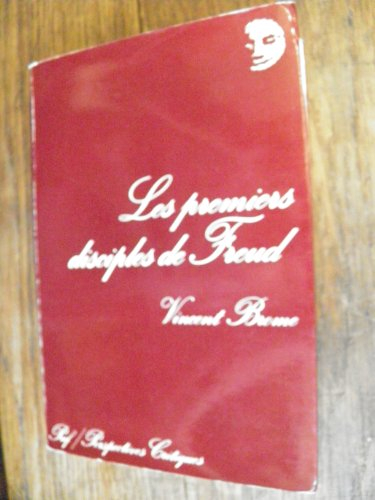 Les premiers
disciples de Freud
Vincent Brome
Puf / Perspectives Critiques